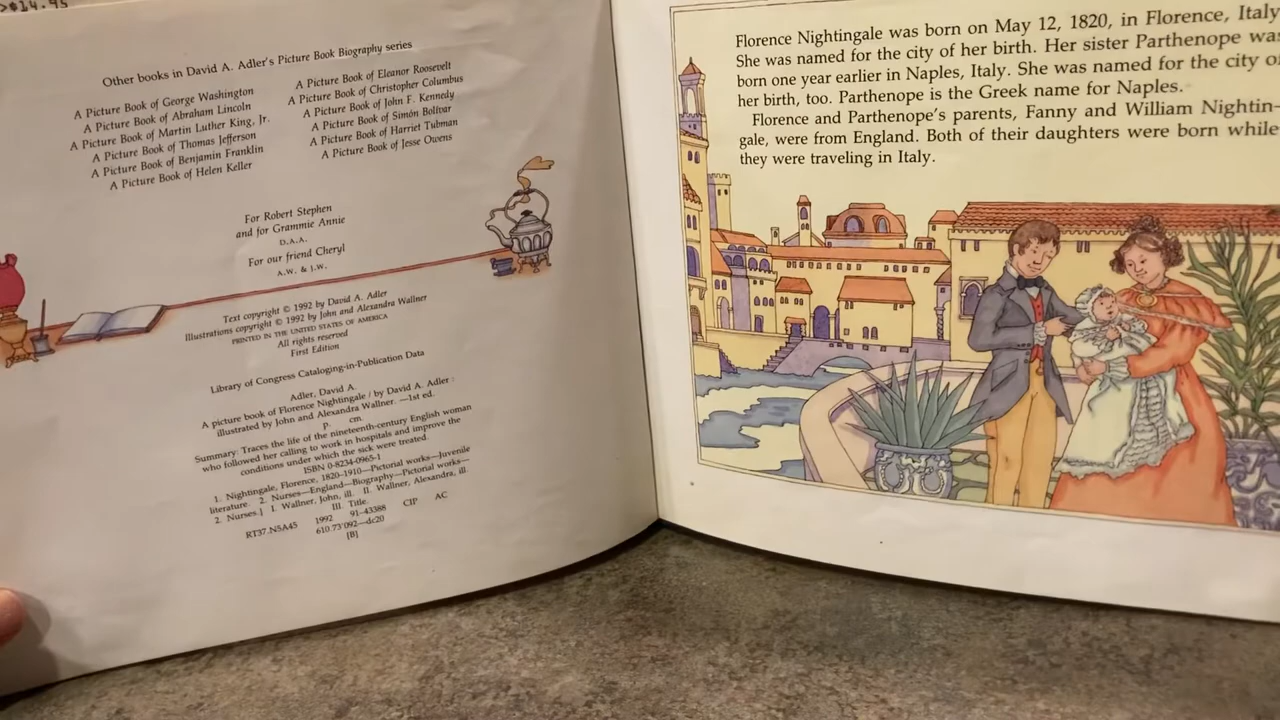 >$14.95
Other books in David A. Adler's Picture Book Biography series
A Picture Book of George Washington
A Picture Book of Abraham Lincoln
A Picture Book of Martin Luther King, Jr.
A Picture Book of Thomas Jefferson
A Picture Book of Benjamin Franklin
A Picture Book of Helen Keller
A Picture Book of Eleanor Roosevelt
A Picture Book of Christopher Columbus
A Picture Book of John F. Kennedy
A Picture Book of Simón Bolívar
A Picture Book of Harriet Tubman
A Picture Book of Jesse Owens
For Robert Stephen
and for Grammie Annie
D.A.A.
For our friend Cheryl
A.W. & J.W.
Text copyright © 1992 by David A. Adler
Illustrations copyright © 1992 by John and Alexandra Wallner
PRINTED IN THE UNITED STATES OF AMERICA
All rights reserved
First Edition
Library of Congress Cataloging-in-Publication Data
Adler, David A.
A picture book of Florence Nightingale / by David A. Adler :
illustrated by John and Alexandra Wallner. —1st ed.
p. cm.
Summary: Traces the life of the nineteenth-century English woman
who followed her calling to work in hospitals and improve the
conditions under which the sick were treated.
ISBN 0-8234-0965-1
1. Nightingale, Florence, 1820-1910—Pictorial works—Juvenile
literature. 2. Nurses—England—Biography—Pictorial works—
2. Nurses.] I. Wallner, John, ill. II. Wallner, Alexandra, ill.
III. Title.
RT37.N5A45 1992 91-43388 CIP AC
610.73'092—dc20
[B]
Florence Nightingale was born on May 12, 1820, in Florence, Italy
She was named for the city of her birth. Her sister Parthenope was
born one year earlier in Naples, Italy. She was named for the city of
her birth, too. Parthenope is the Greek name for Naples.
Florence and Parthenope's parents, Fanny and William Nightin-
gale, were from England. Both of their daughters were born while
they were traveling in Italy.